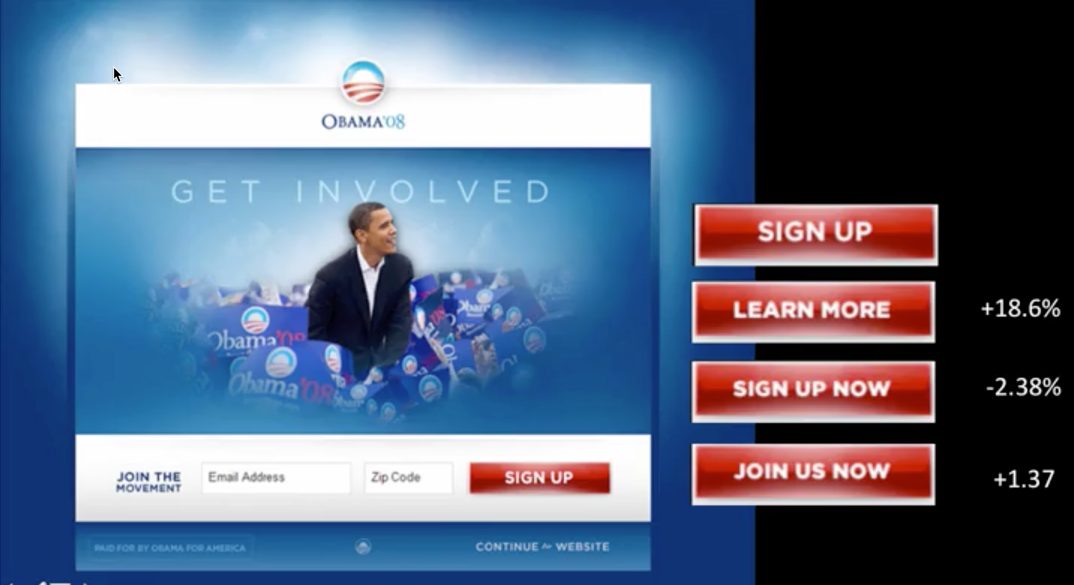 OBAMA'08
GET INVOLVED
Obama'08
Obama'08
Obama
JOIN THE
MOVEMENT
Email Address
Zip Code
SIGN UP
PAID FOR BY OBAMA FOR AMERICA
CONTINUE to WEBSITE
SIGN UP
LEARN MORE
+18.6%
SIGN UP NOW
-2.38%
JOIN US NOW
+1.37